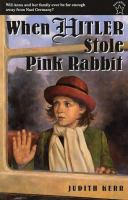 Will Anna and her family ever be far enough
away from Nazi Germany?
When HITLER
Stole
Pink Rabbit
JUDITH KERR